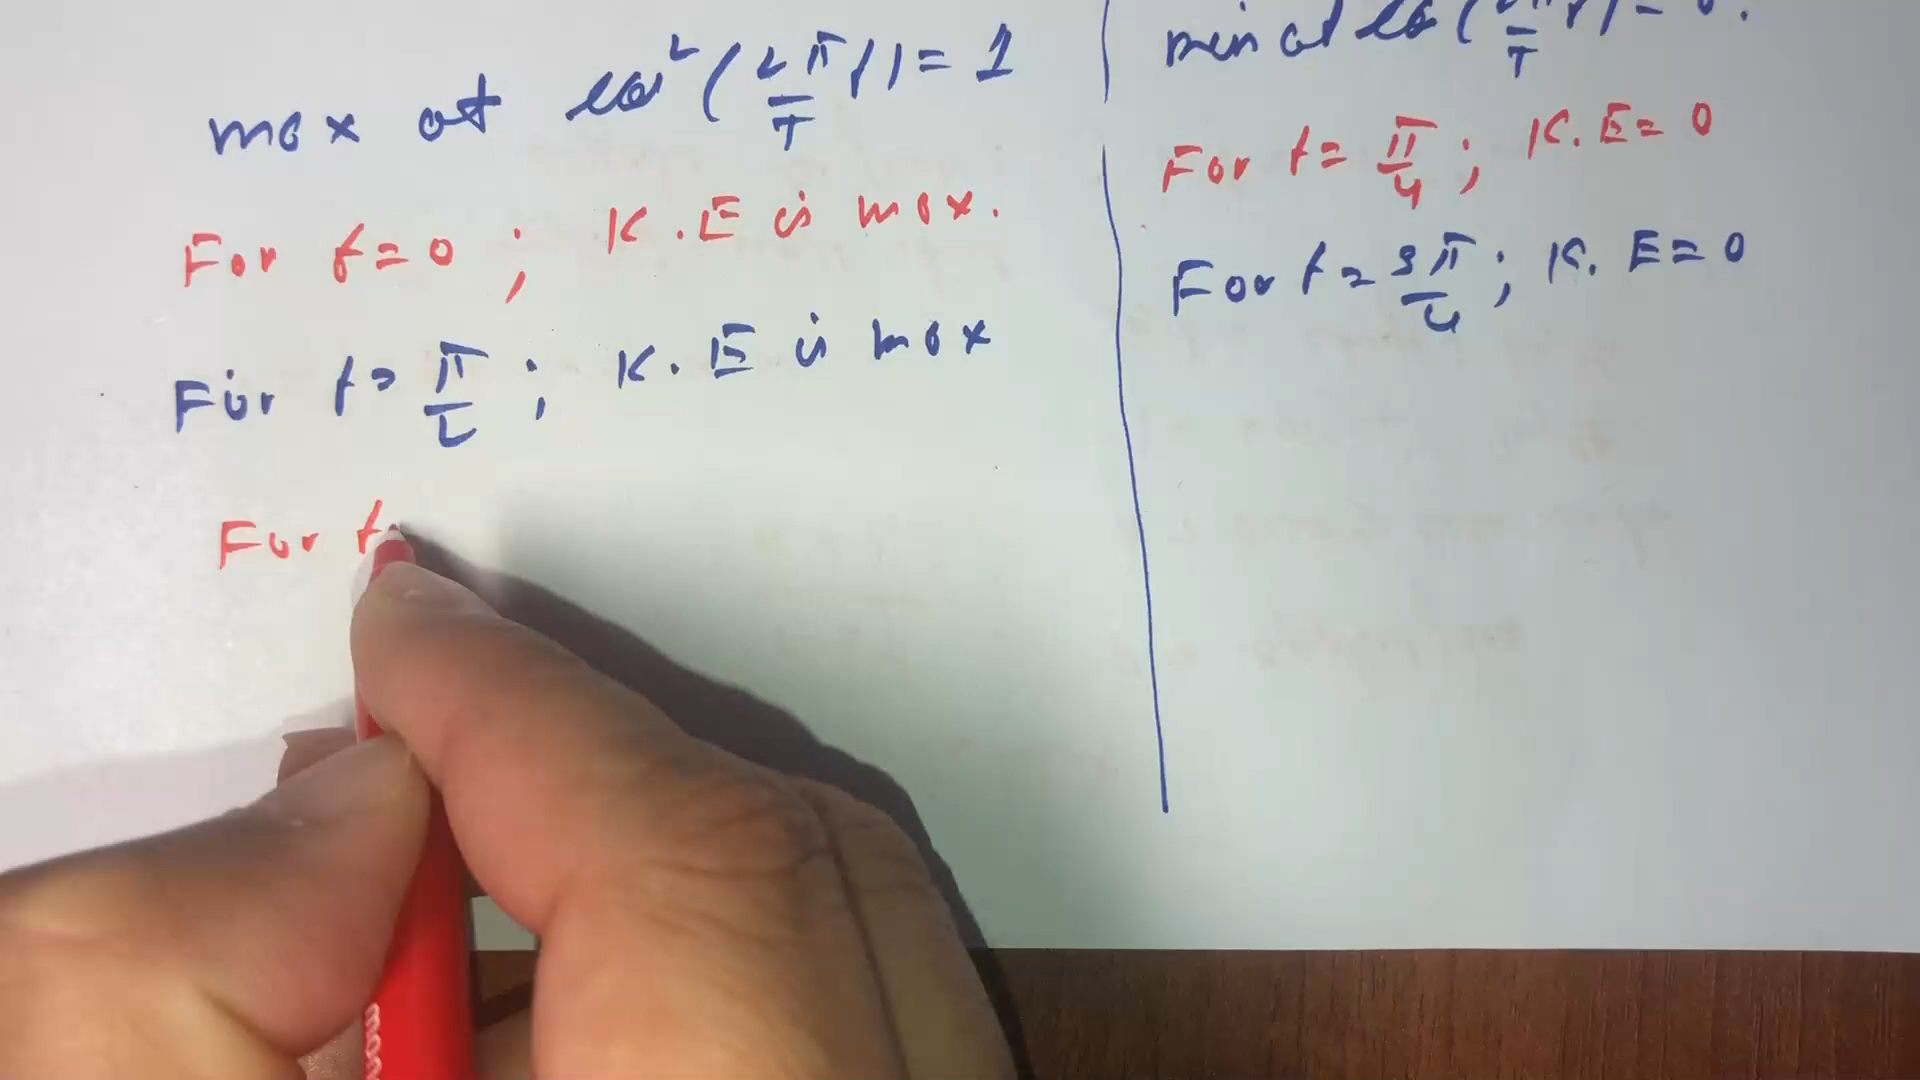 max at cos²(2π/T t) = 1
For t = 0 ; K.E is max.
For t = π/2 ; K.E is max
For t
min at cos²(2π/T t) = 0.
For t = π/4 ; K.E = 0
For t = 3π/4 ; K.E = 0